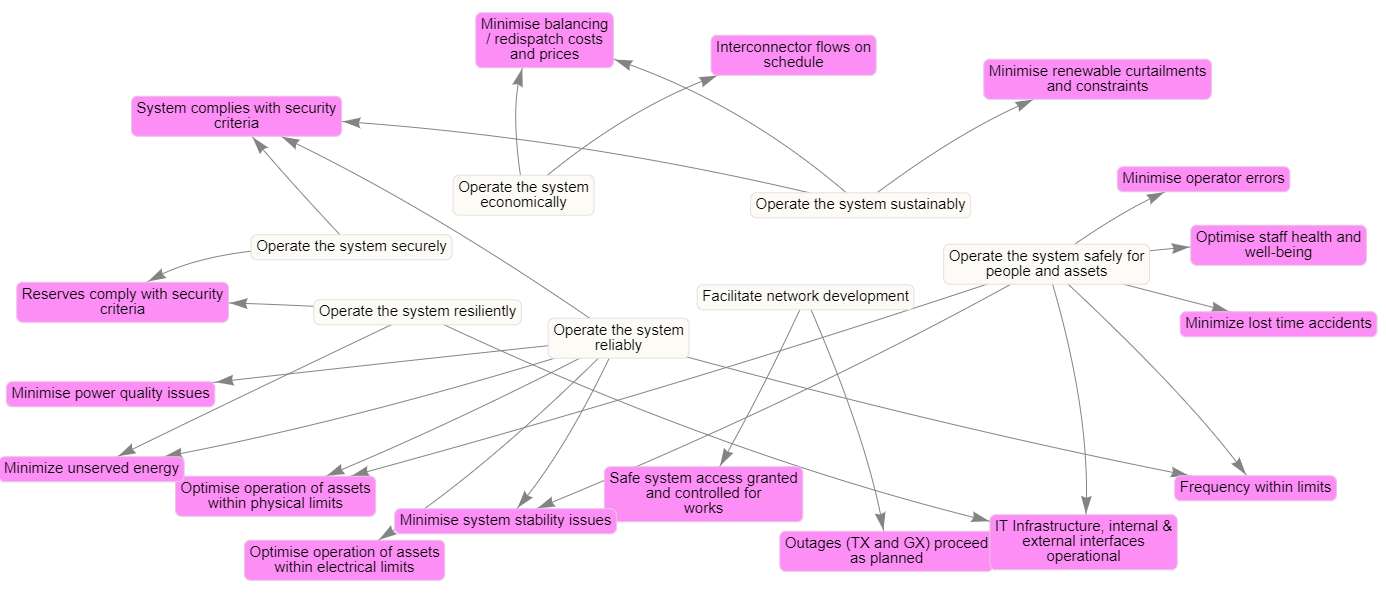 Minimise balancing
/ redispatch costs
and prices
Interconnector flows on
schedule
Minimise renewable curtailments
and constraints
System complies with security
criteria
Operate the system
economically
Operate the system sustainably
Minimise operator errors
Operate the system securely
Operate the system safely for
people and assets
Optimise staff health and
well-being
Reserves comply with security
criteria
Operate the system resiliently
Facilitate network development
Operate the system
reliably
Minimize lost time accidents
Minimise power quality issues
Minimize unserved energy
Optimise operation of assets
within physical limits
Safe system access granted
and controlled for
works
Frequency within limits
Minimise system stability issues
Optimise operation of assets
within electrical limits
Outages (TX and GX) proceed
as planned
IT Infrastructure, internal &
external interfaces
operational